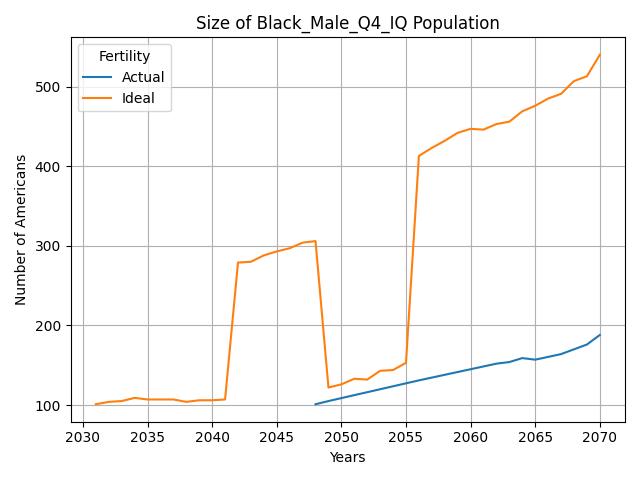 Size of Black_Male_Q4_IQ Population
Fertility
Actual
Ideal
Number of Americans
500
400
300
200
100
2030 2035 2040 2045 2050 2055 2060 2065 2070
Years